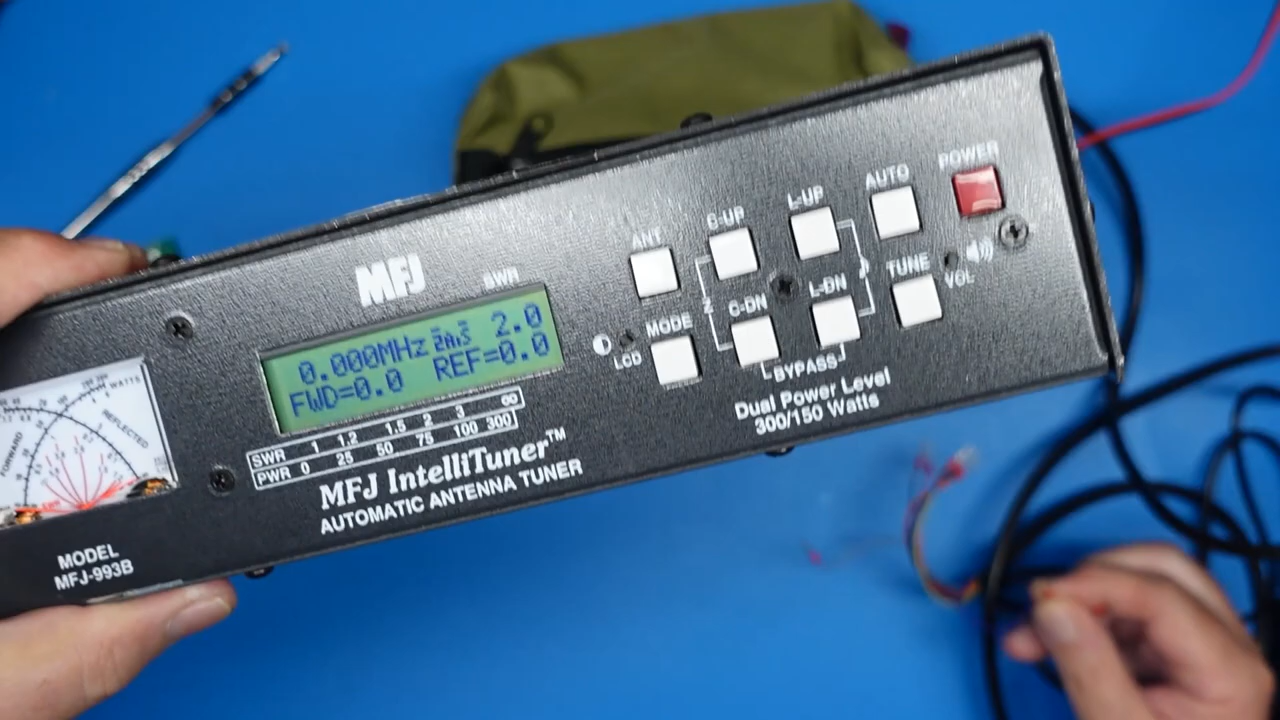 MFJ
SWR
0.000MHz 2.0
FWD=0.0 REF=0.0
SWR 1 1.2 1.5 2 3 ∞
PWR 0 25 50 75 100 300
MFJ IntelliTuner™
AUTOMATIC ANTENNA TUNER
MODEL
MFJ-993B
WATTS
FORWARD
REFLECTED
LCD
ANT
MODE
C-UP
C-DN
L-UP
L-DN
BYPASS
AUTO
TUNE
POWER
VOL
Dual Power Level
300/150 Watts